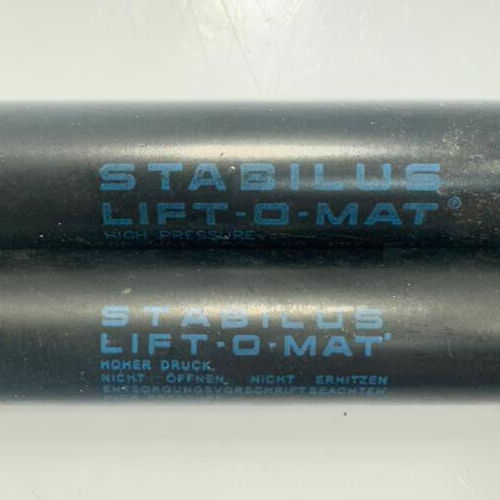 STABILUS
LIFT-O-MAT®
HIGH PRESSURE
STABILUS
LIFT-O-MAT
HOHER DRUCK.
NICHT ÖFFNEN, NICHT ERHITZEN
ENTSORGUNGSVORSCHRIFT BEACHTEN